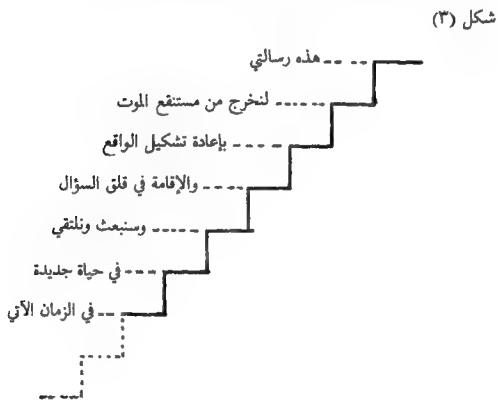 شكل (٣)
هذه رسالتي
لنخرج من مستنقع الموت
بإعادة تشكيل الواقع
والإقامة في قلق السؤال
وسنبعث ونلتقي
في حياة جديدة
في الزمان الآتي